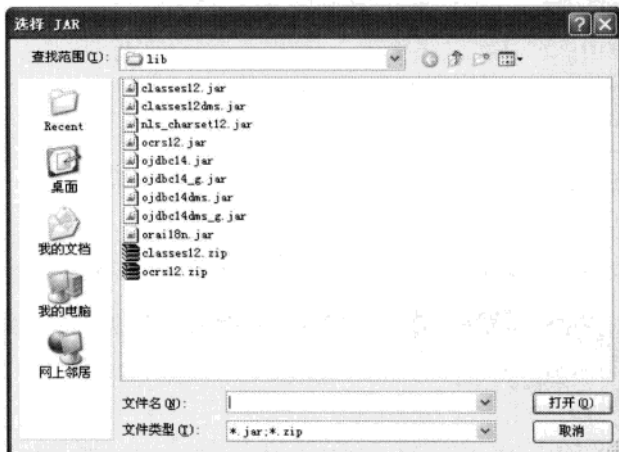 选择 JAR
查找范围(I):
lib
Recent
桌面
我的文档
我的电脑
网上邻居
classes12.jar
classes12dms.jar
nls_charset12.jar
ocrs12.jar
ojdbc14.jar
ojdbc14_g.jar
ojdbc14dms.jar
ojdbc14dms_g.jar
orai18n.jar
classes12.zip
ocrs12.zip
文件名(N):
打开(O)
文件类型(T):
*.jar;*.zip
取消